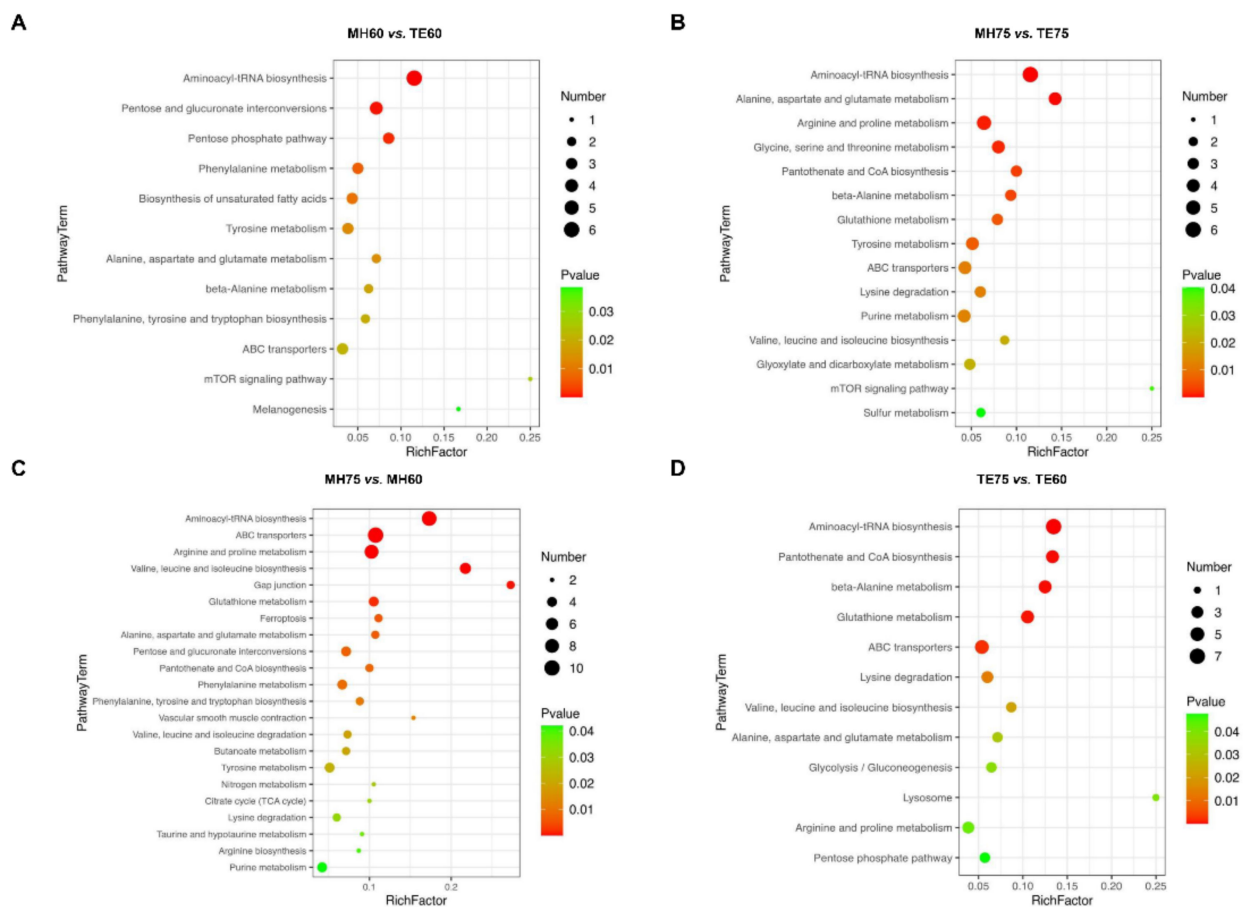 A
MH60 vs. TE60
Aminoacyl-tRNA biosynthesis
Pentose and glucuronate interconversions
Pentose phosphate pathway
Phenylalanine metabolism
Biosynthesis of unsaturated fatty acids
Tyrosine metabolism
Alanine, aspartate and glutamate metabolism
beta-Alanine metabolism
Phenylalanine, tyrosine and tryptophan biosynthesis
ABC transporters
mTOR signaling pathway
Melanogenesis
PathwayTerm
0.05 0.10 0.15 0.20 0.25
RichFactor
Number
1
2
3
4
5
6
Pvalue
0.03
0.02
0.01
B
MH75 vs. TE75
Aminoacyl-tRNA biosynthesis
Alanine, aspartate and glutamate metabolism
Arginine and proline metabolism
Glycine, serine and threonine metabolism
Pantothenate and CoA biosynthesis
beta-Alanine metabolism
Glutathione metabolism
Tyrosine metabolism
ABC transporters
Lysine degradation
Purine metabolism
Valine, leucine and isoleucine biosynthesis
Glyoxylate and dicarboxylate metabolism
mTOR signaling pathway
Sulfur metabolism
PathwayTerm
0.05 0.10 0.15 0.20 0.25
RichFactor
Number
1
2
3
4
5
6
Pvalue
0.04
0.03
0.02
0.01
C
MH75 vs. MH60
Aminoacyl-tRNA biosynthesis
ABC transporters
Arginine and proline metabolism
Valine, leucine and isoleucine biosynthesis
Gap junction
Glutathione metabolism
Ferroptosis
Alanine, aspartate and glutamate metabolism
Pentose and glucuronate interconversions
Pantothenate and CoA biosynthesis
Phenylalanine metabolism
Phenylalanine, tyrosine and tryptophan biosynthesis
Vascular smooth muscle contraction
Valine, leucine and isoleucine degradation
Butanoate metabolism
Tyrosine metabolism
Nitrogen metabolism
Citrate cycle (TCA cycle)
Lysine degradation
Taurine and hypotaurine metabolism
Arginine biosynthesis
Purine metabolism
PathwayTerm
0.1 0.2
RichFactor
Number
2
4
6
8
10
Pvalue
0.04
0.03
0.02
0.01
D
TE75 vs. TE60
Aminoacyl-tRNA biosynthesis
Pantothenate and CoA biosynthesis
beta-Alanine metabolism
Glutathione metabolism
ABC transporters
Lysine degradation
Valine, leucine and isoleucine biosynthesis
Alanine, aspartate and glutamate metabolism
Glycolysis / Gluconeogenesis
Lysosome
Arginine and proline metabolism
Pentose phosphate pathway
PathwayTerm
0.05 0.10 0.15 0.20 0.25
RichFactor
Number
1
3
5
7
Pvalue
0.04
0.03
0.02
0.01